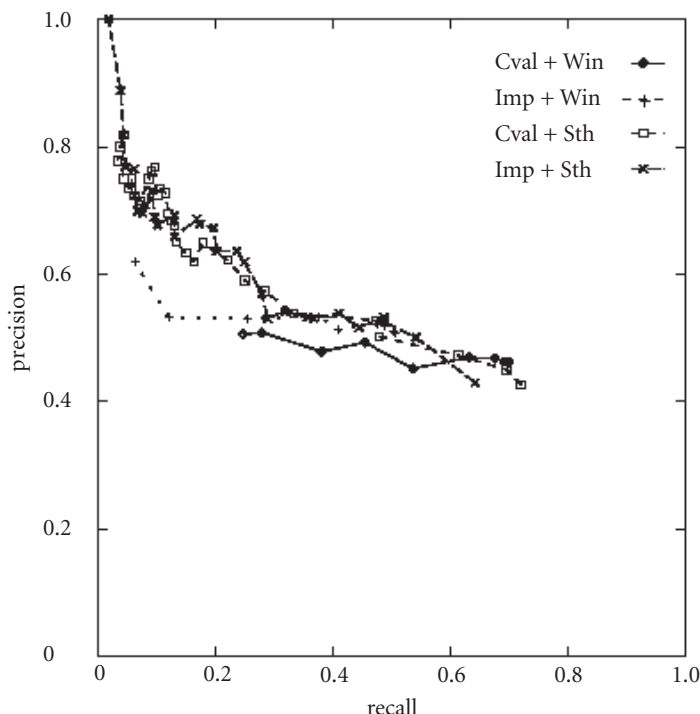 1.0
0.8
0.6
0.4
0.2
0
precision
Cval + Win
Imp + Win
Cval + Sth
Imp + Sth
0 0.2 0.4 0.6 0.8 1.0
recall